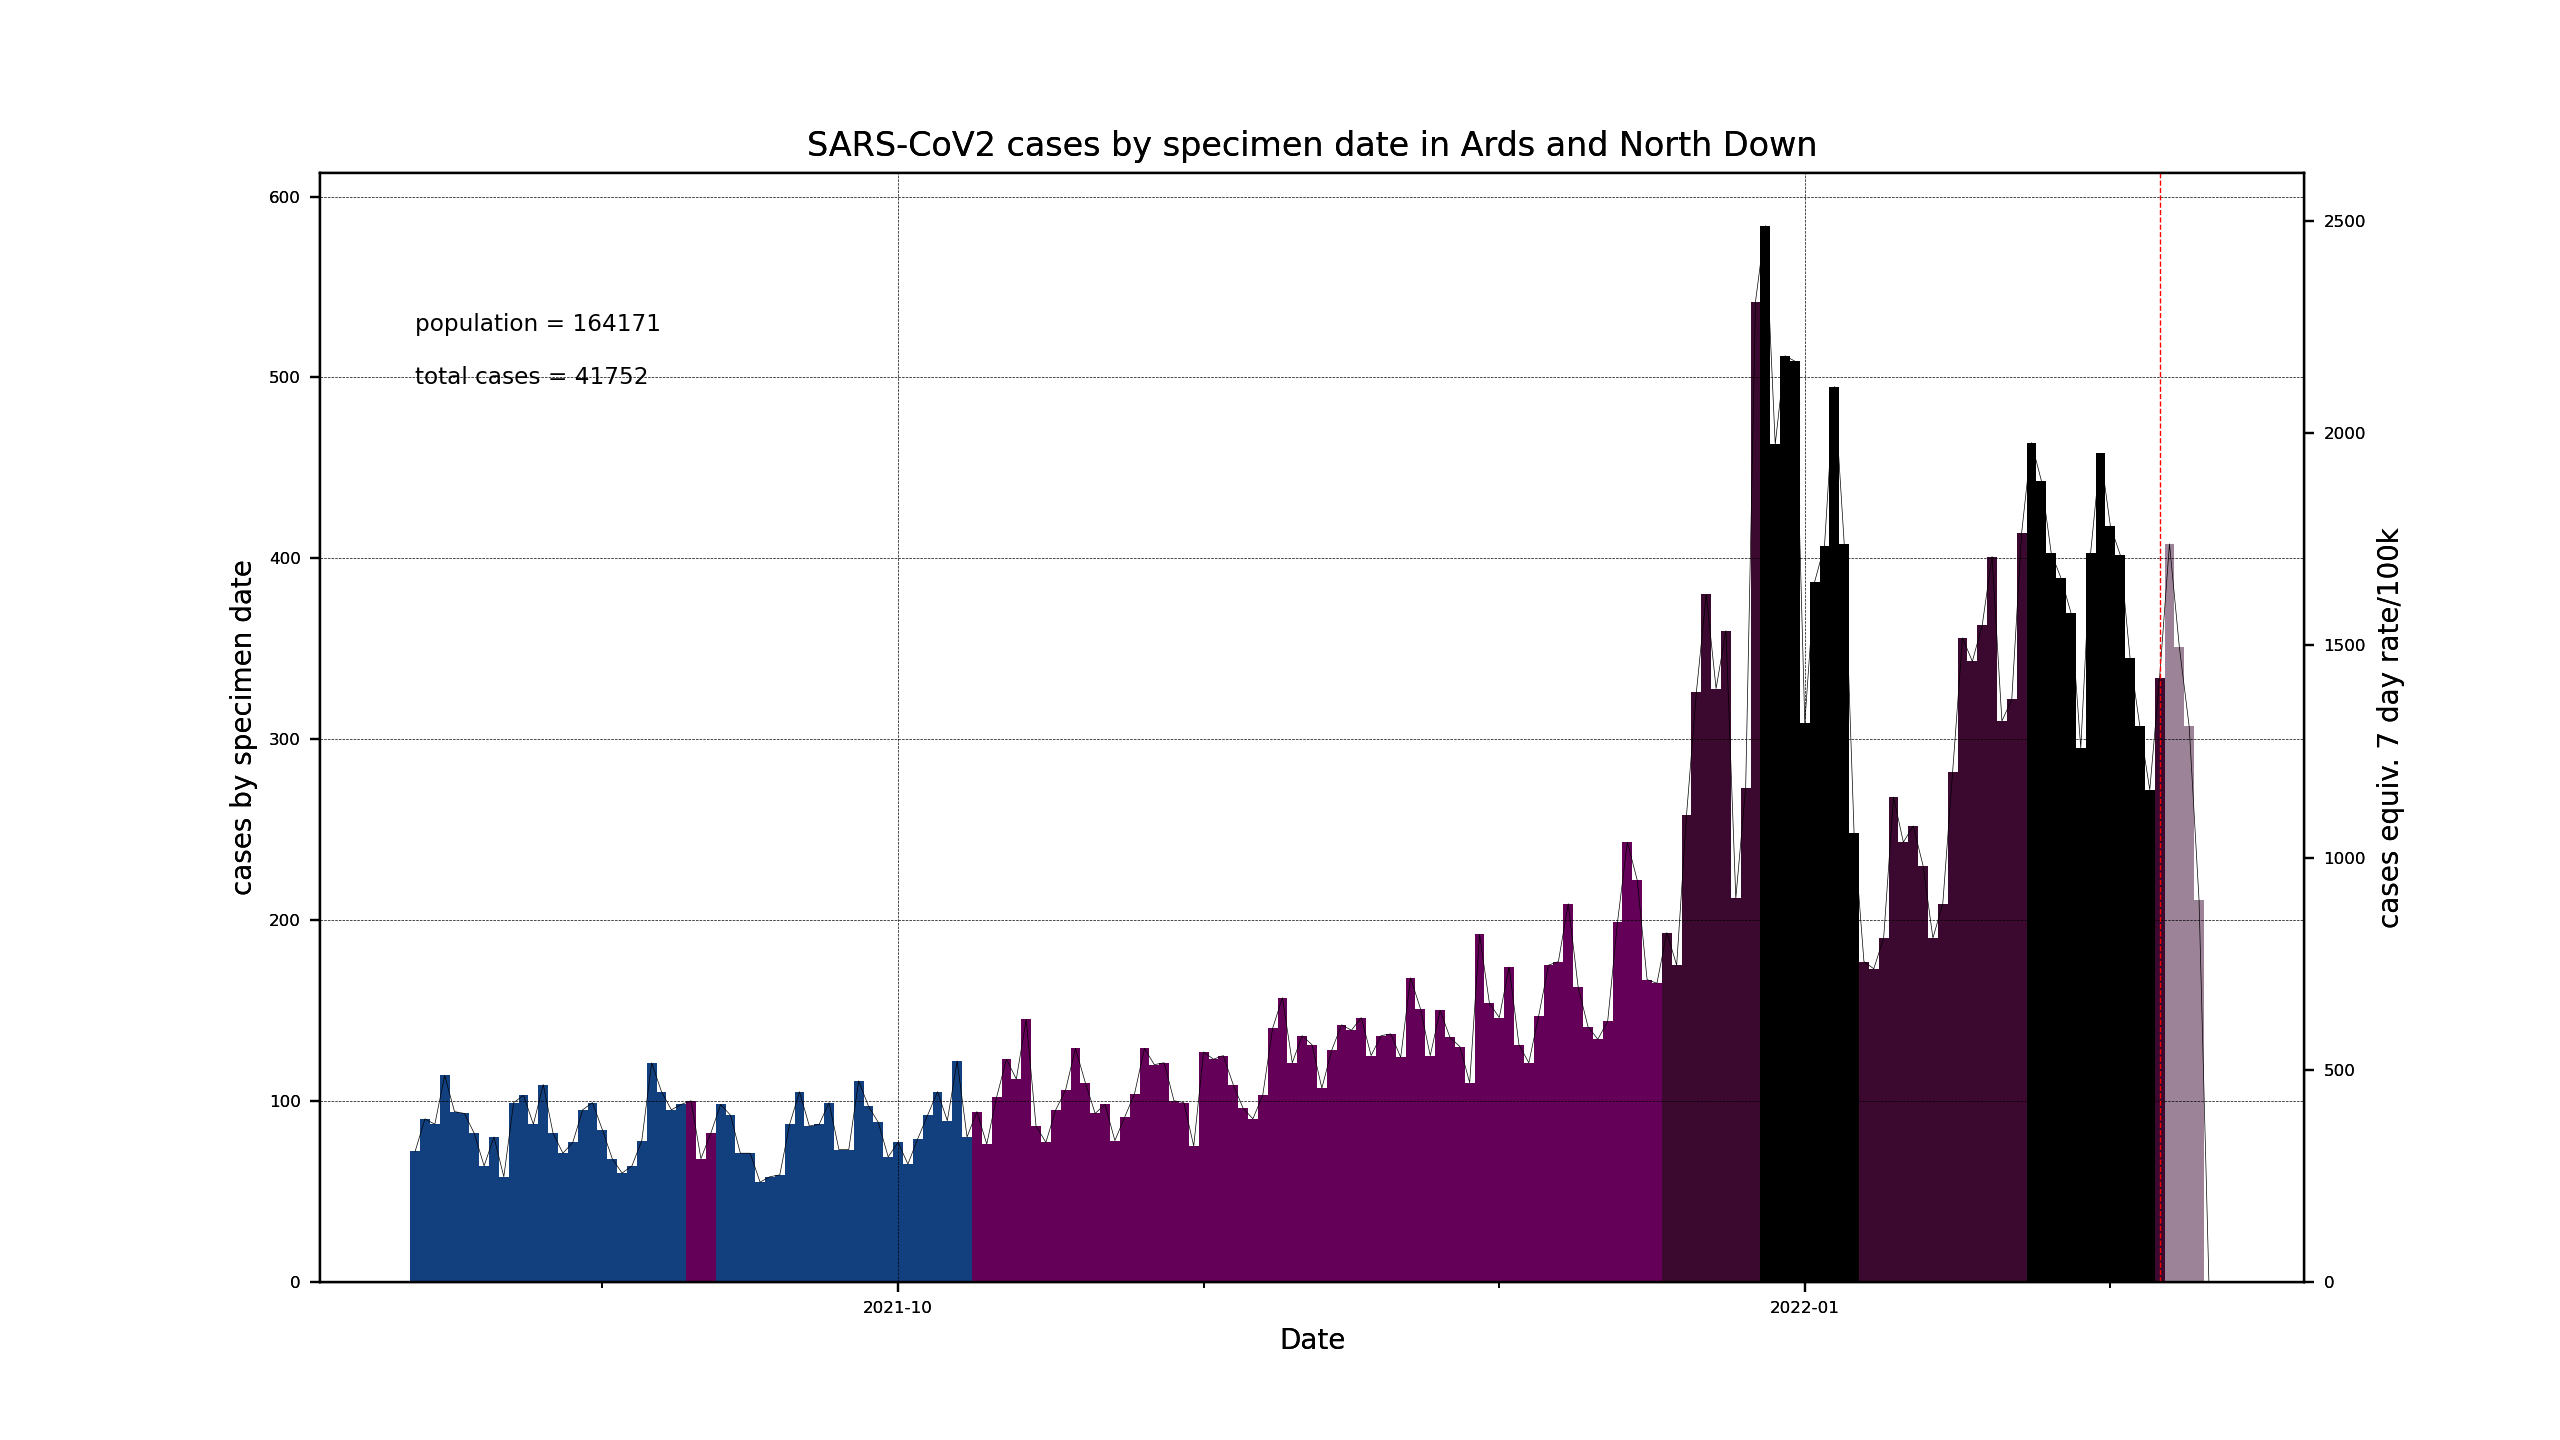 SARS-CoV2 cases by specimen date in Ards and North Down
population = 164171
total cases = 41752
cases by specimen date
600
500
400
300
200
100
0
2500
2000
1500
1000
500
0
cases equiv. 7 day rate/100k
2021-10
2022-01
Date